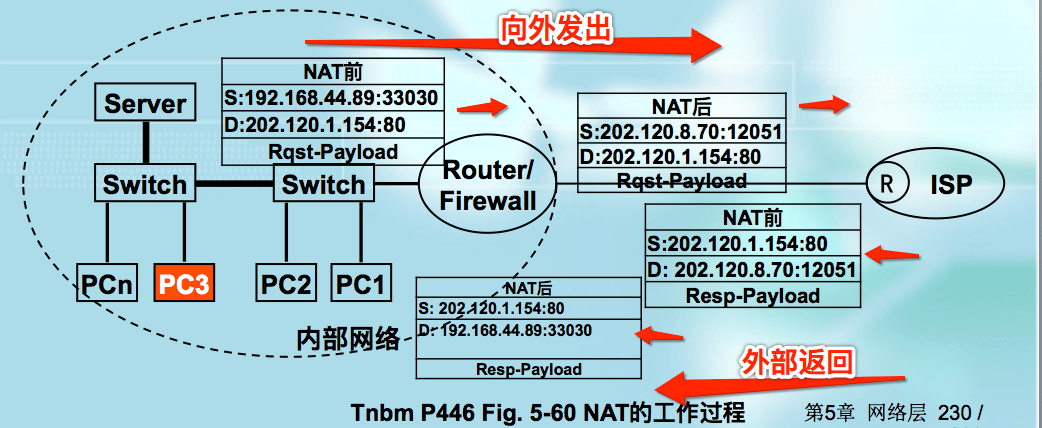 向外发出
NAT前
S:192.168.44.89:33030
D:202.120.1.154:80
Rqst-Payload
NAT后
S:202.120.8.70:12051
D:202.120.1.154:80
Rqst-Payload
Server
Switch
Switch
Router/
Firewall
R
ISP
PCn
PC3
PC2
PC1
NAT前
S:202.120.1.154:80
D: 202.120.8.70:12051
Resp-Payload
NAT后
S: 202.120.1.154:80
D: 192.168.44.89:33030
Resp-Payload
内部网络
外部返回
Tnbm P446 Fig. 5-60 NAT的工作过程
第5章 网络层 230 /